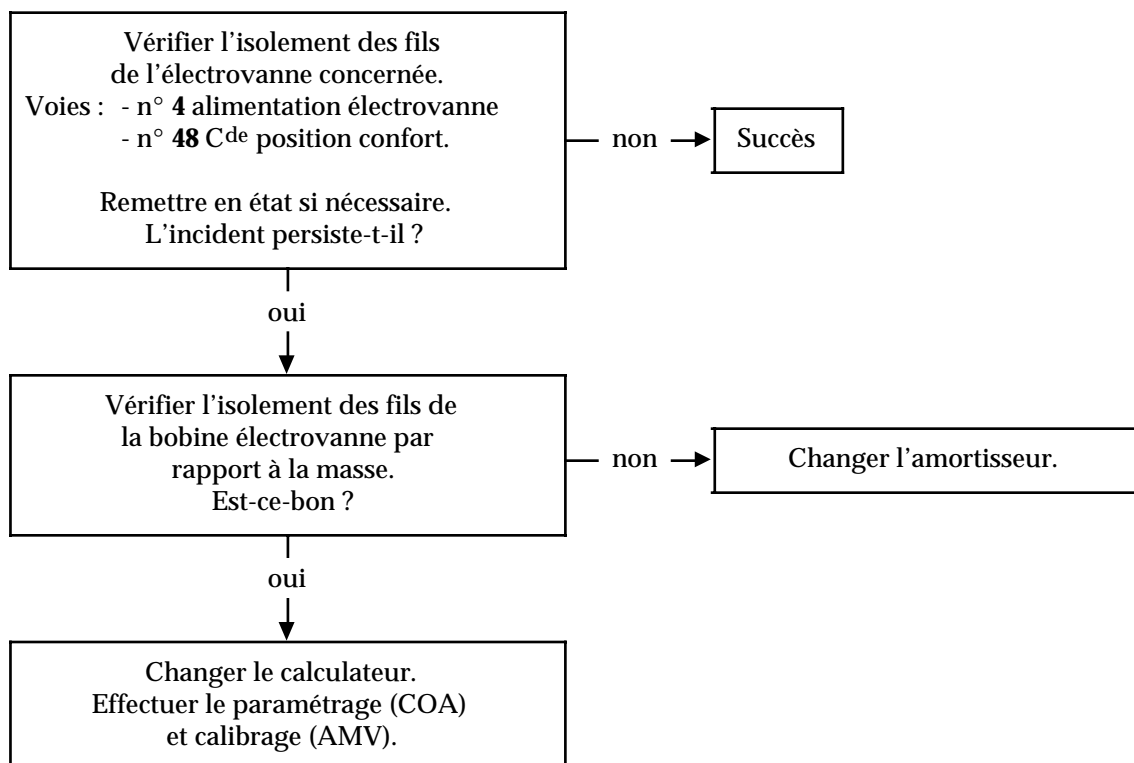 Vérifier l’isolement des fils
de l’électrovanne concernée.
Voies : - n° 4 alimentation électrovanne
- n° 48 Cde position confort.
non
Succès
Remettre en état si nécessaire.
L’incident persiste-t-il ?
oui
Vérifier l’isolement des fils de
la bobine électrovanne par
rapport à la masse.
Est-ce-bon ?
non
Changer l’amortisseur.
oui
Changer le calculateur.
Effectuer le paramétrage (COA)
et calibrage (AMV).